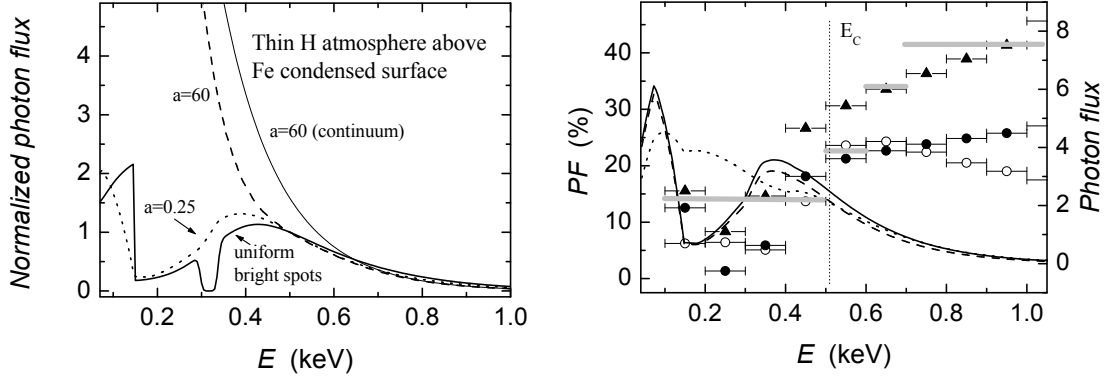 Normalized photon flux
4
3
2
1
0
Thin H atmosphere above
Fe condensed surface
a=60
a=60 (continuum)
a=0.25
uniform
bright spots
0.2
0.4
0.6
0.8
1.0
E (keV)
PF (%)
40
30
20
10
0
E_C
8
6
4
2
0
Photon flux
0.2
0.4
0.6
0.8
1.0
E (keV)